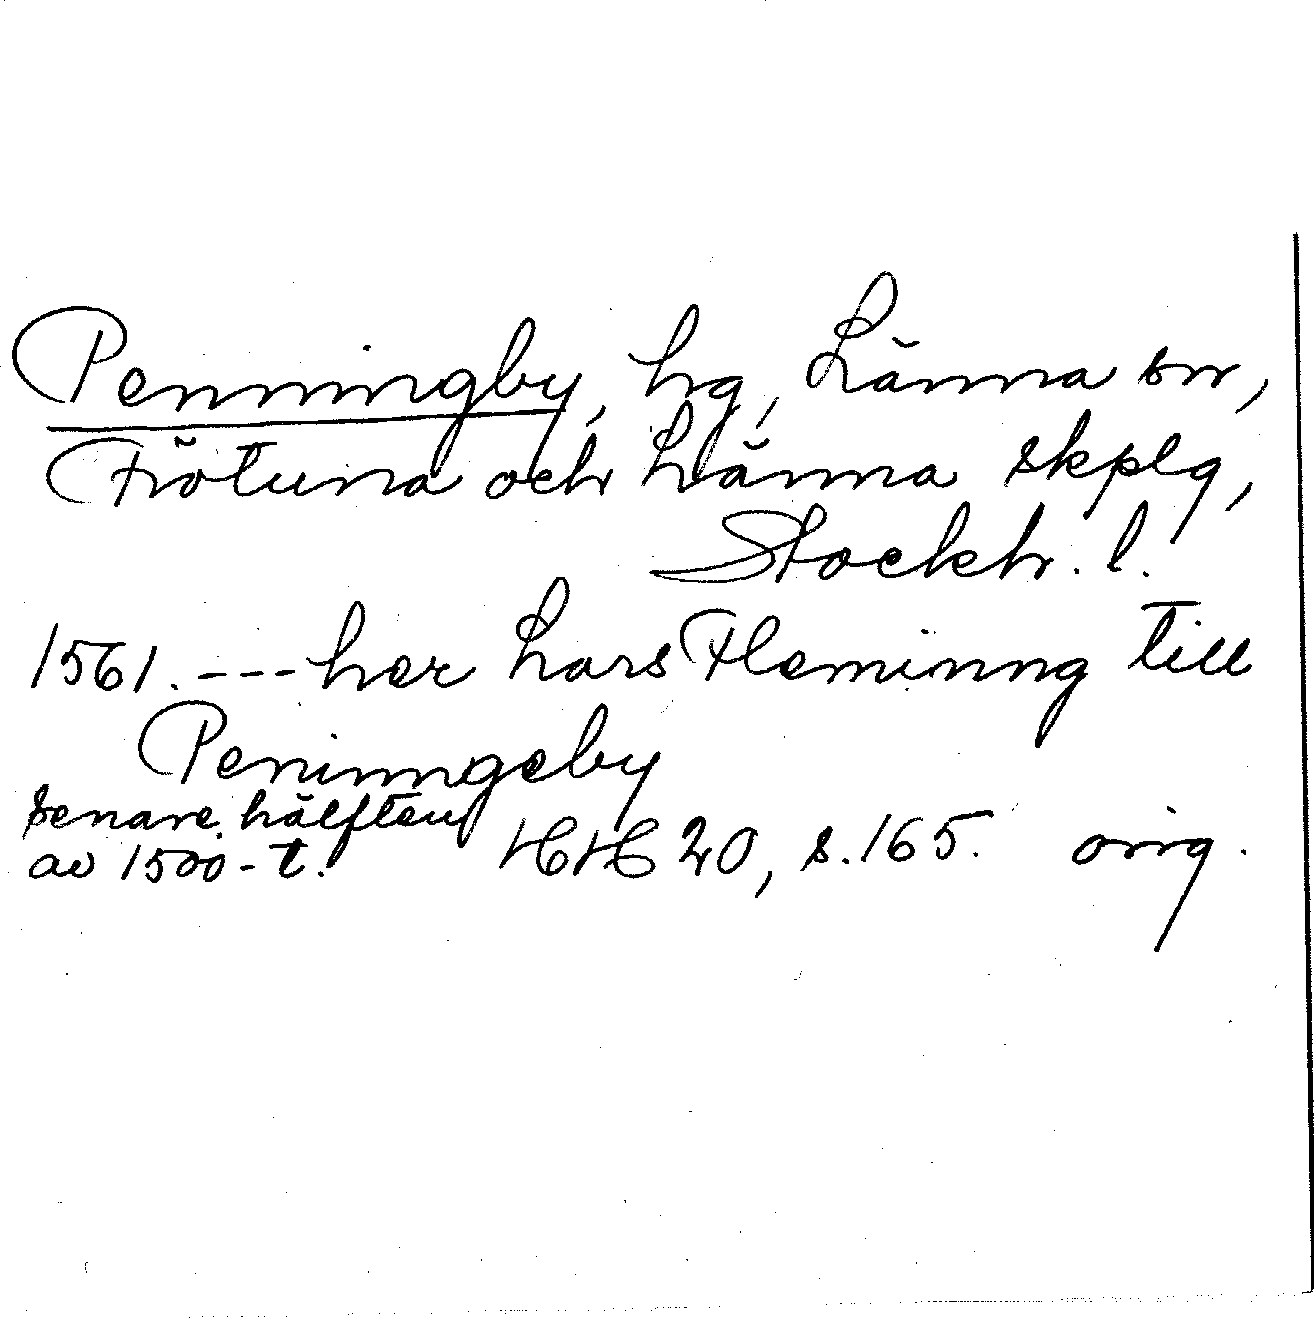 Penningby, hg, Länna sn,
Frötuna och Länna skplg,
Stockh. l.
1561. --- her Lars Fleminng till
Peninngeby
senare hälften
av 1500-t. HH 20, s. 165. orig.